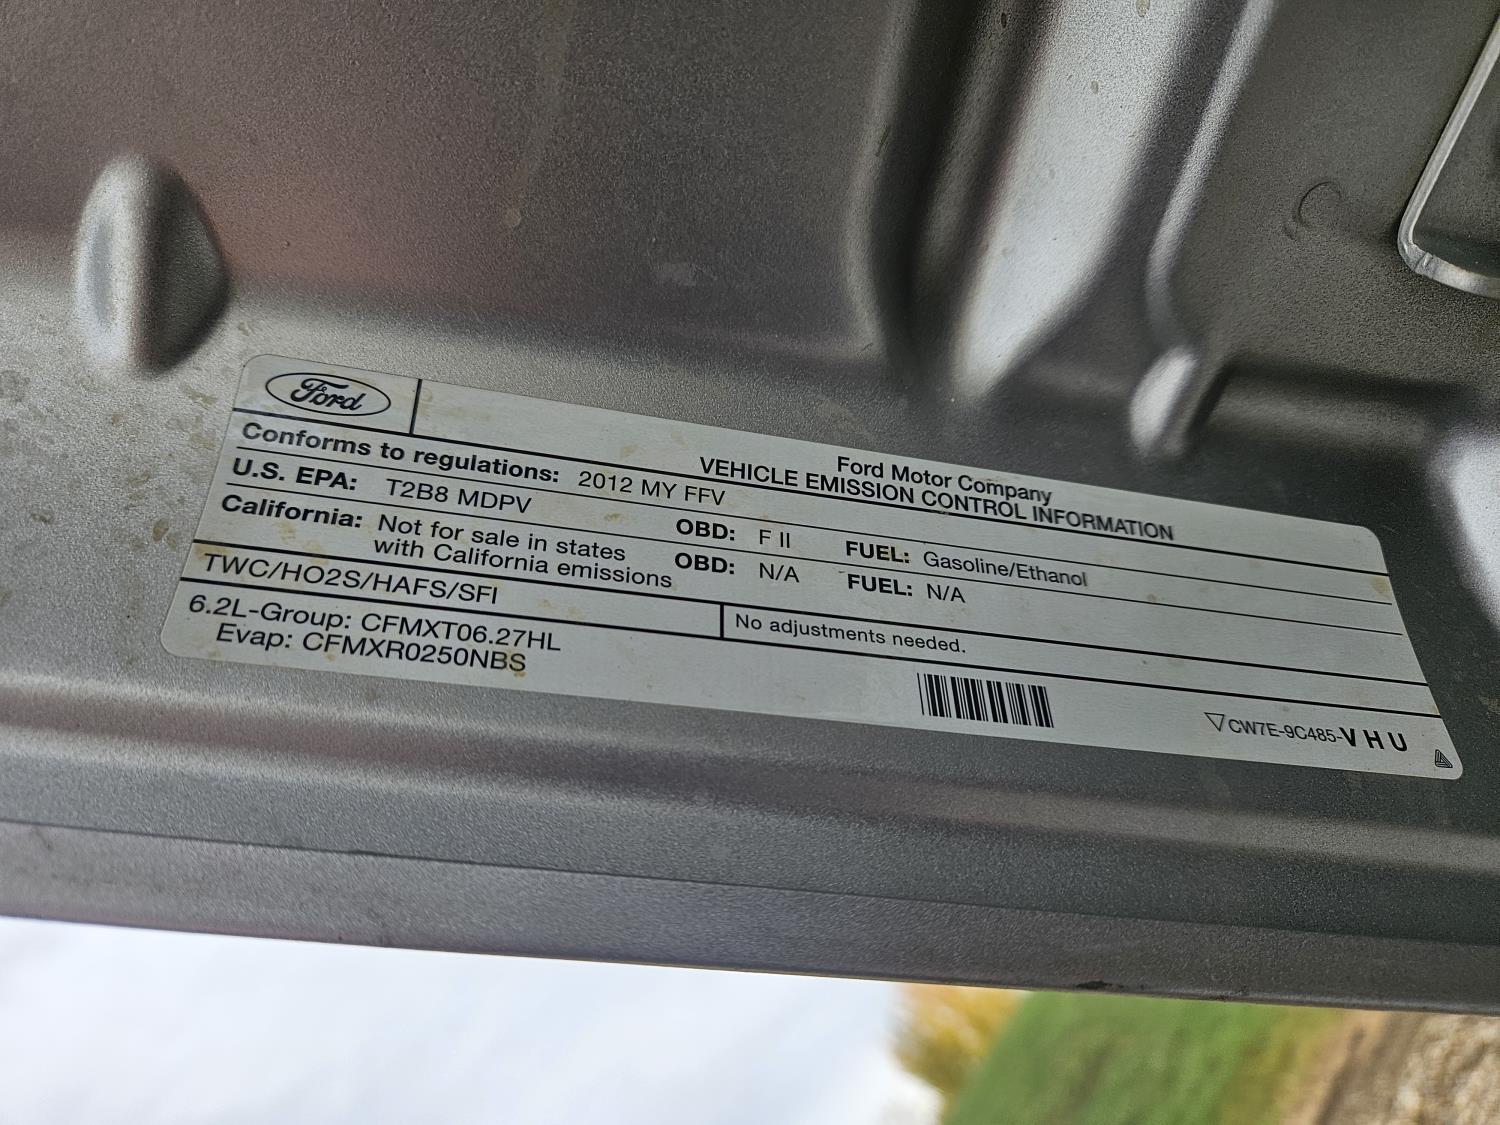 Ford
Ford Motor Company
VEHICLE EMISSION CONTROL INFORMATION
Conforms to regulations: 2012 MY FFV
U.S. EPA: T2B8 MDPV OBD: F II FUEL: Gasoline/Ethanol
California: Not for sale in states with California emissions OBD: N/A FUEL: N/A
TWC/HO2S/HAFS/SFI
No adjustments needed.
6.2L-Group: CFMXT06.27HL
Evap: CFMXR0250NBS
CW7E-9C485-VHU